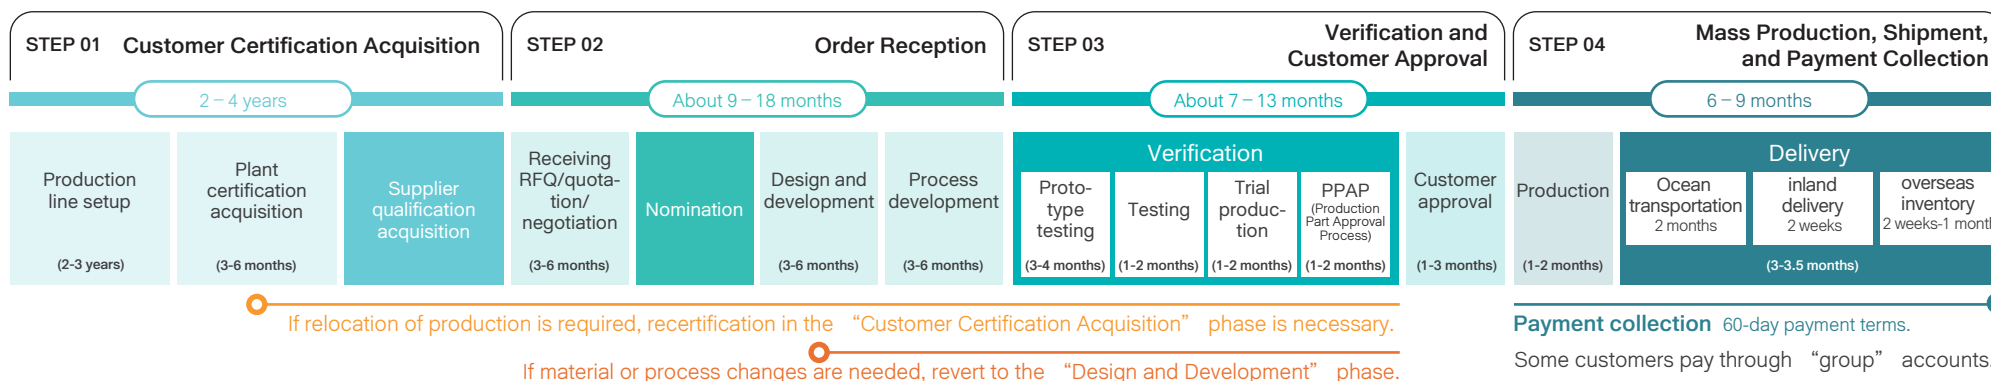 STEP 01 Customer Certification Acquisition
2 – 4 years
Production
line setup
(2-3 years)
Plant
certification
acquisition
(3-6 months)
Supplier
qualification
acquisition
STEP 02 Order Reception
About 9 – 18 months
Receiving
RFQ/quota-
tion/
negotiation
(3-6 months)
Nomination
Design and
development
(3-6 months)
Process
development
(3-6 months)
STEP 03 Verification and
Customer Approval
About 7 – 13 months
Verification
Proto-
type
testing
(3-4 months)
Testing
(1-2 months)
Trial
produc-
tion
(1-2 months)
PPAP
(Production
Part Approval
Process)
(1-2 months)
Customer
approval
(1-3 months)
STEP 04 Mass Production, Shipment,
and Payment Collection
6 – 9 months
Production
(1-2 months)
Delivery
Ocean
transportation
2 months
inland
delivery
2 weeks
overseas
inventory
2 weeks-1 month
(3-3.5 months)
If relocation of production is required, recertification in the “Customer Certification Acquisition” phase is necessary.
If material or process changes are needed, revert to the “Design and Development” phase.
Payment collection 60-day payment terms.
Some customers pay through “group” accounts.